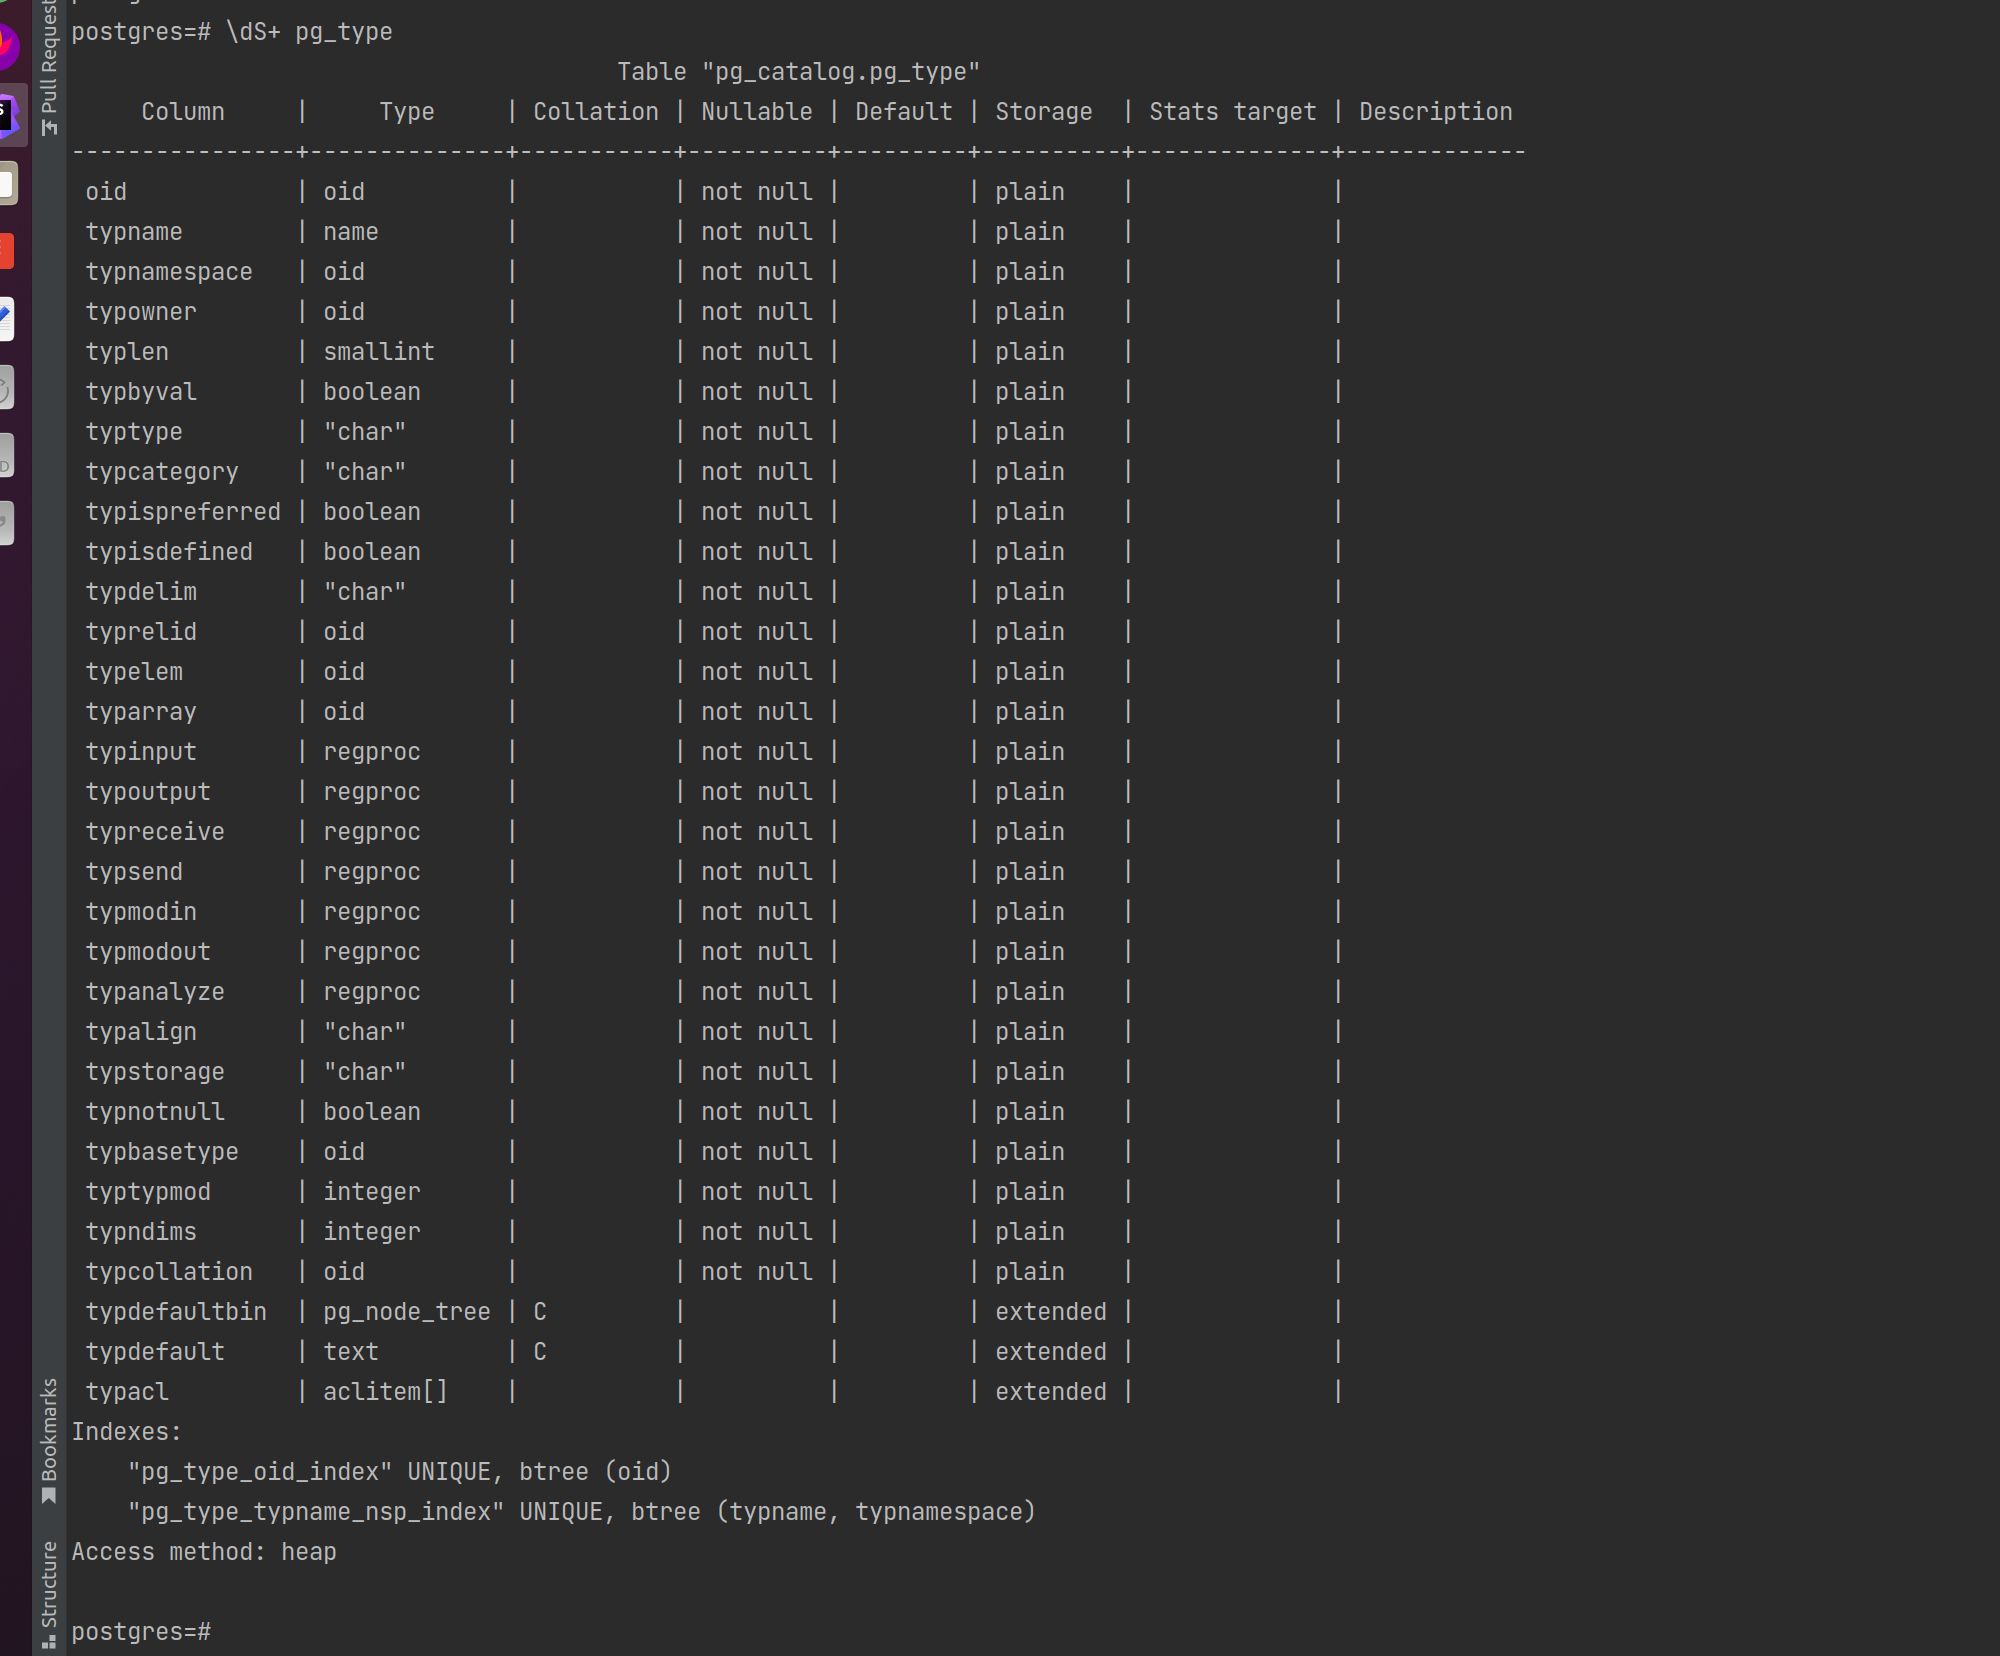 postgres=# \dS+ pg_type
Table "pg_catalog.pg_type"
Column | Type | Collation | Nullable | Default | Storage | Stats target | Description
----------------+--------------+-----------+----------+---------+----------+--------------+-------------
oid | oid | | not null | | plain | |
typname | name | | not null | | plain | |
typnamespace | oid | | not null | | plain | |
typowner | oid | | not null | | plain | |
typlen | smallint | | not null | | plain | |
typbyval | boolean | | not null | | plain | |
typtype | "char" | | not null | | plain | |
typcategory | "char" | | not null | | plain | |
typispreferred | boolean | | not null | | plain | |
typisdefined | boolean | | not null | | plain | |
typdelim | "char" | | not null | | plain | |
typrelid | oid | | not null | | plain | |
typelem | oid | | not null | | plain | |
typarray | oid | | not null | | plain | |
typinput | regproc | | not null | | plain | |
typoutput | regproc | | not null | | plain | |
typreceive | regproc | | not null | | plain | |
typsend | regproc | | not null | | plain | |
typmodin | regproc | | not null | | plain | |
typmodout | regproc | | not null | | plain | |
typanalyze | regproc | | not null | | plain | |
typalign | "char" | | not null | | plain | |
typstorage | "char" | | not null | | plain | |
typnotnull | boolean | | not null | | plain | |
typbasetype | oid | | not null | | plain | |
typtypmod | integer | | not null | | plain | |
typndims | integer | | not null | | plain | |
typcollation | oid | | not null | | plain | |
typdefaultbin | pg_node_tree | C | | | extended | |
typdefault | text | C | | | extended | |
typacl | aclitem[] | | | | extended | |
Indexes:
"pg_type_oid_index" UNIQUE, btree (oid)
"pg_type_typname_nsp_index" UNIQUE, btree (typname, typnamespace)
Access method: heap
postgres=#
Pull Request
Bookmarks
Structure